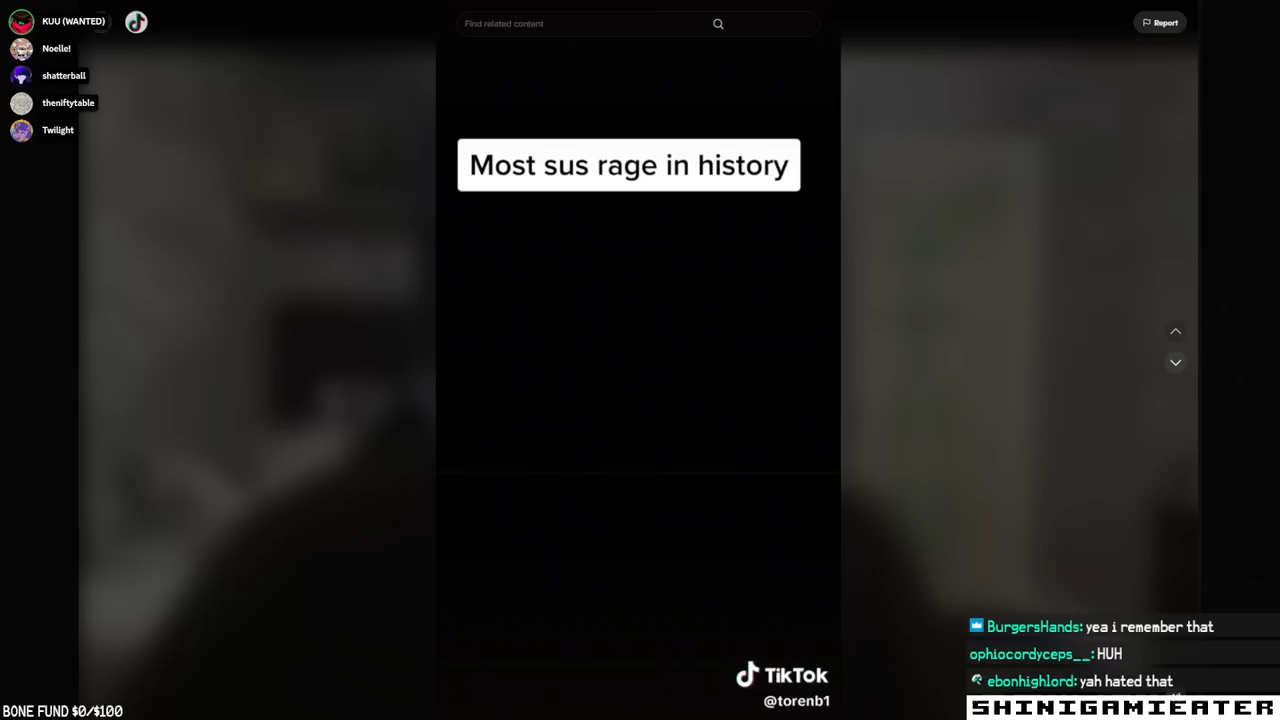 KUU (WANTED)
Noelle!
shatterball
theniftytable
Twilight
Find related content
Report
Most sus rage in history
TikTok
@torenb1
BurgersHands: yea i remember that
ophiocordyceps__: HUH
ebonhighlord: yah hated that
SHINIGAMIEATER
BONE FUND $0/$100